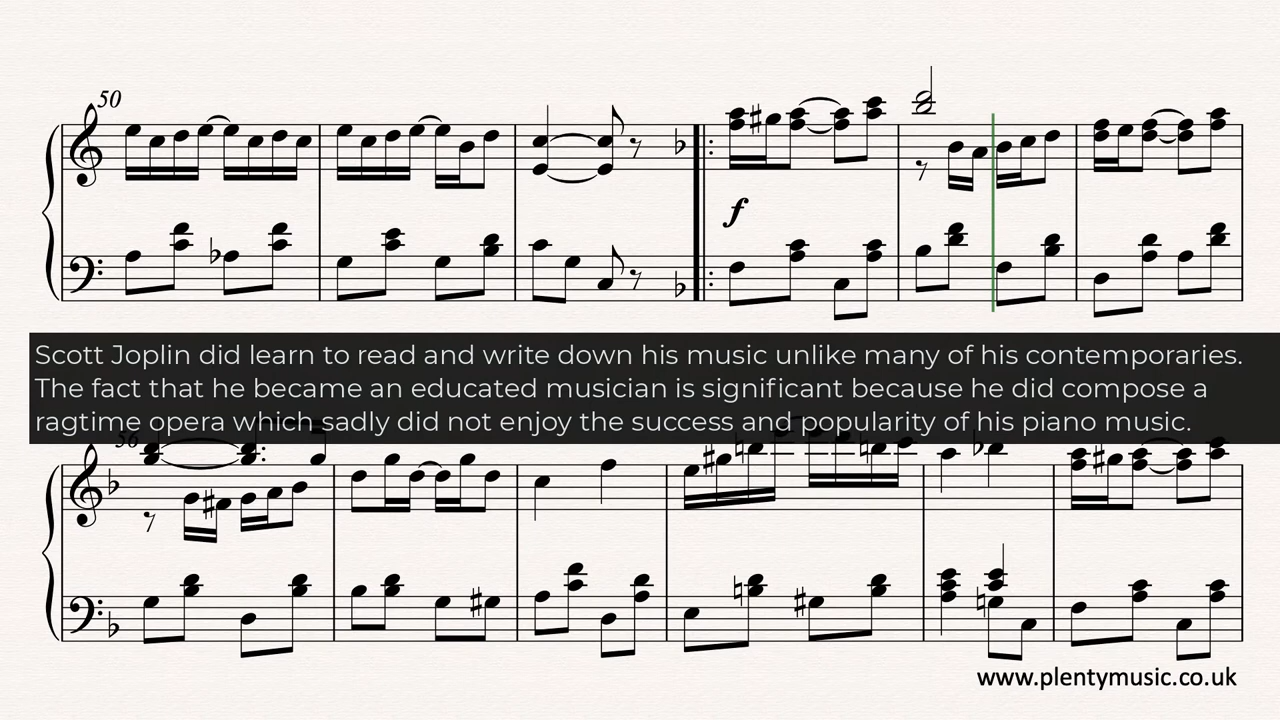 50
f
Scott Joplin did learn to read and write down his music unlike many of his contemporaries.
The fact that he became an educated musician is significant because he did compose a
ragtime opera which sadly did not enjoy the success and popularity of his piano music.
56
www.plentymusic.co.uk